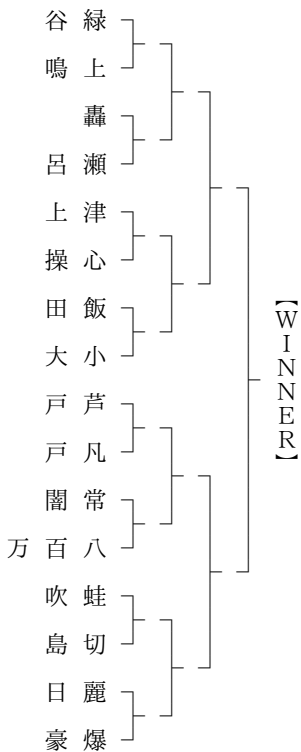 緑谷
上鳴
轟
瀬呂
津上
心操
飯田
小大
芦戸
凡戸
常闇
八百万
蛙吹
切島
麗日
爆豪
【WINNER】